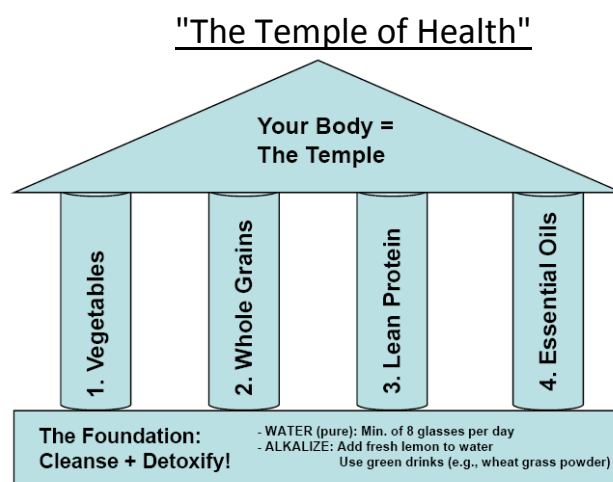 "The Temple of Health"
Your Body =
The Temple
1. Vegetables
2. Whole Grains
3. Lean Protein
4. Essential Oils
The Foundation:
Cleanse + Detoxify!
- WATER (pure): Min. of 8 glasses per day
- ALKALIZE: Add fresh lemon to water
Use green drinks (e.g., wheat grass powder)